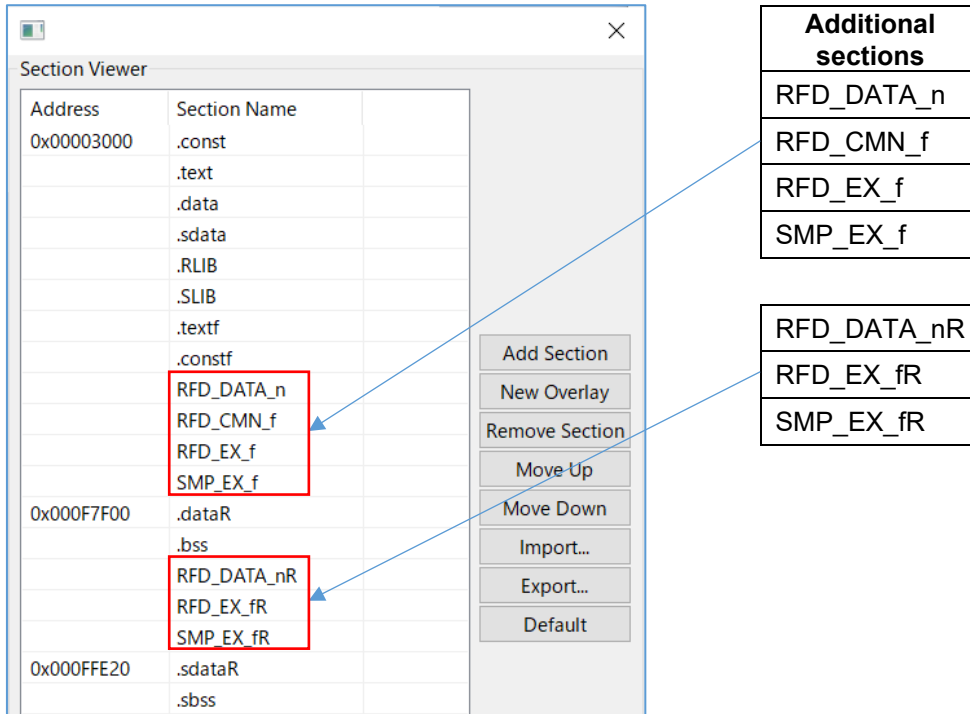 Section Viewer
Address Section Name
0x00003000 .const
.text
.data
.sdata
.RLIB
.SLIB
.textf
.constf
RFD_DATA_n
RFD_CMN_f
RFD_EX_f
SMP_EX_f
0x000F7F00 .dataR
.bss
RFD_DATA_nR
RFD_EX_fR
SMP_EX_fR
0x000FFE20 .sdataR
.sbss
Add Section
New Overlay
Remove Section
Move Up
Move Down
Import...
Export...
Default
Additional
sections
RFD_DATA_n
RFD_CMN_f
RFD_EX_f
SMP_EX_f
RFD_DATA_nR
RFD_EX_fR
SMP_EX_fR